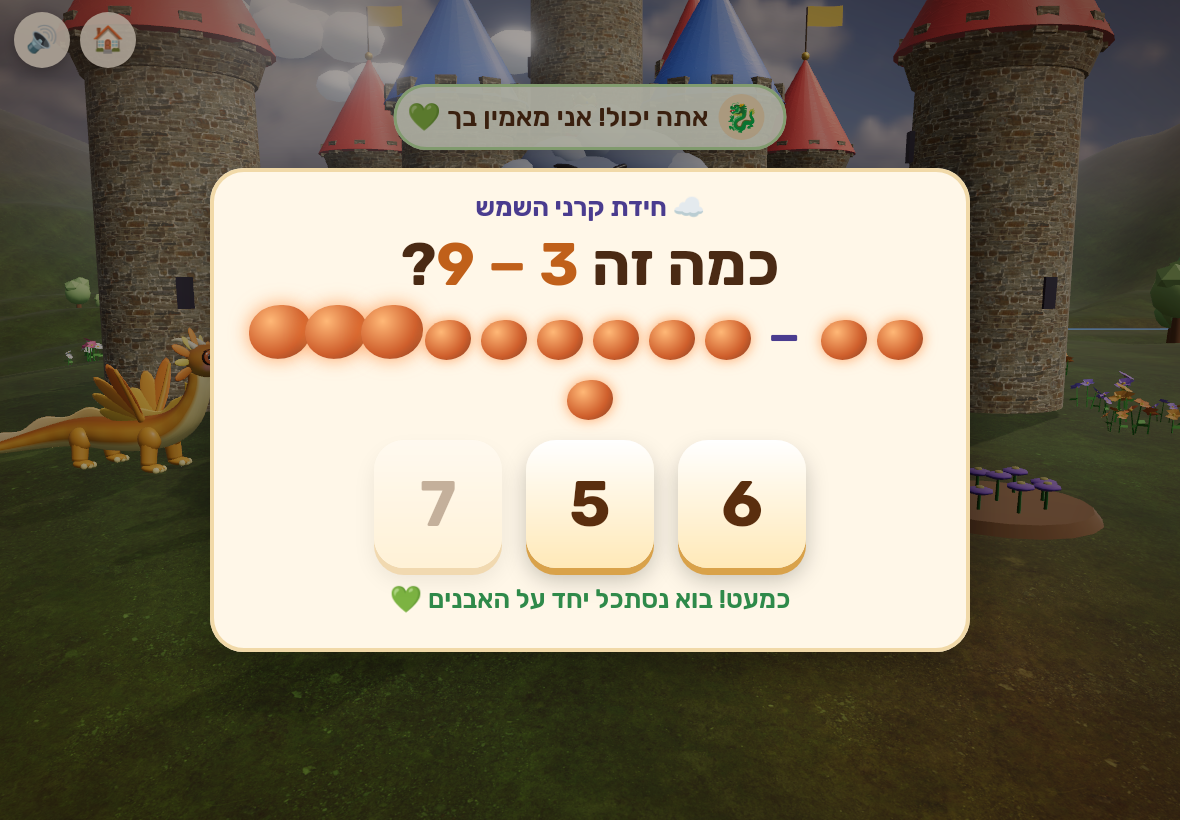 אתה יכול! אני מאמין בך
חידת קרני השמש
כמה זה 9 – 3?
–
6
5
7
כמעט! בוא נסתכל יחד על האבנים